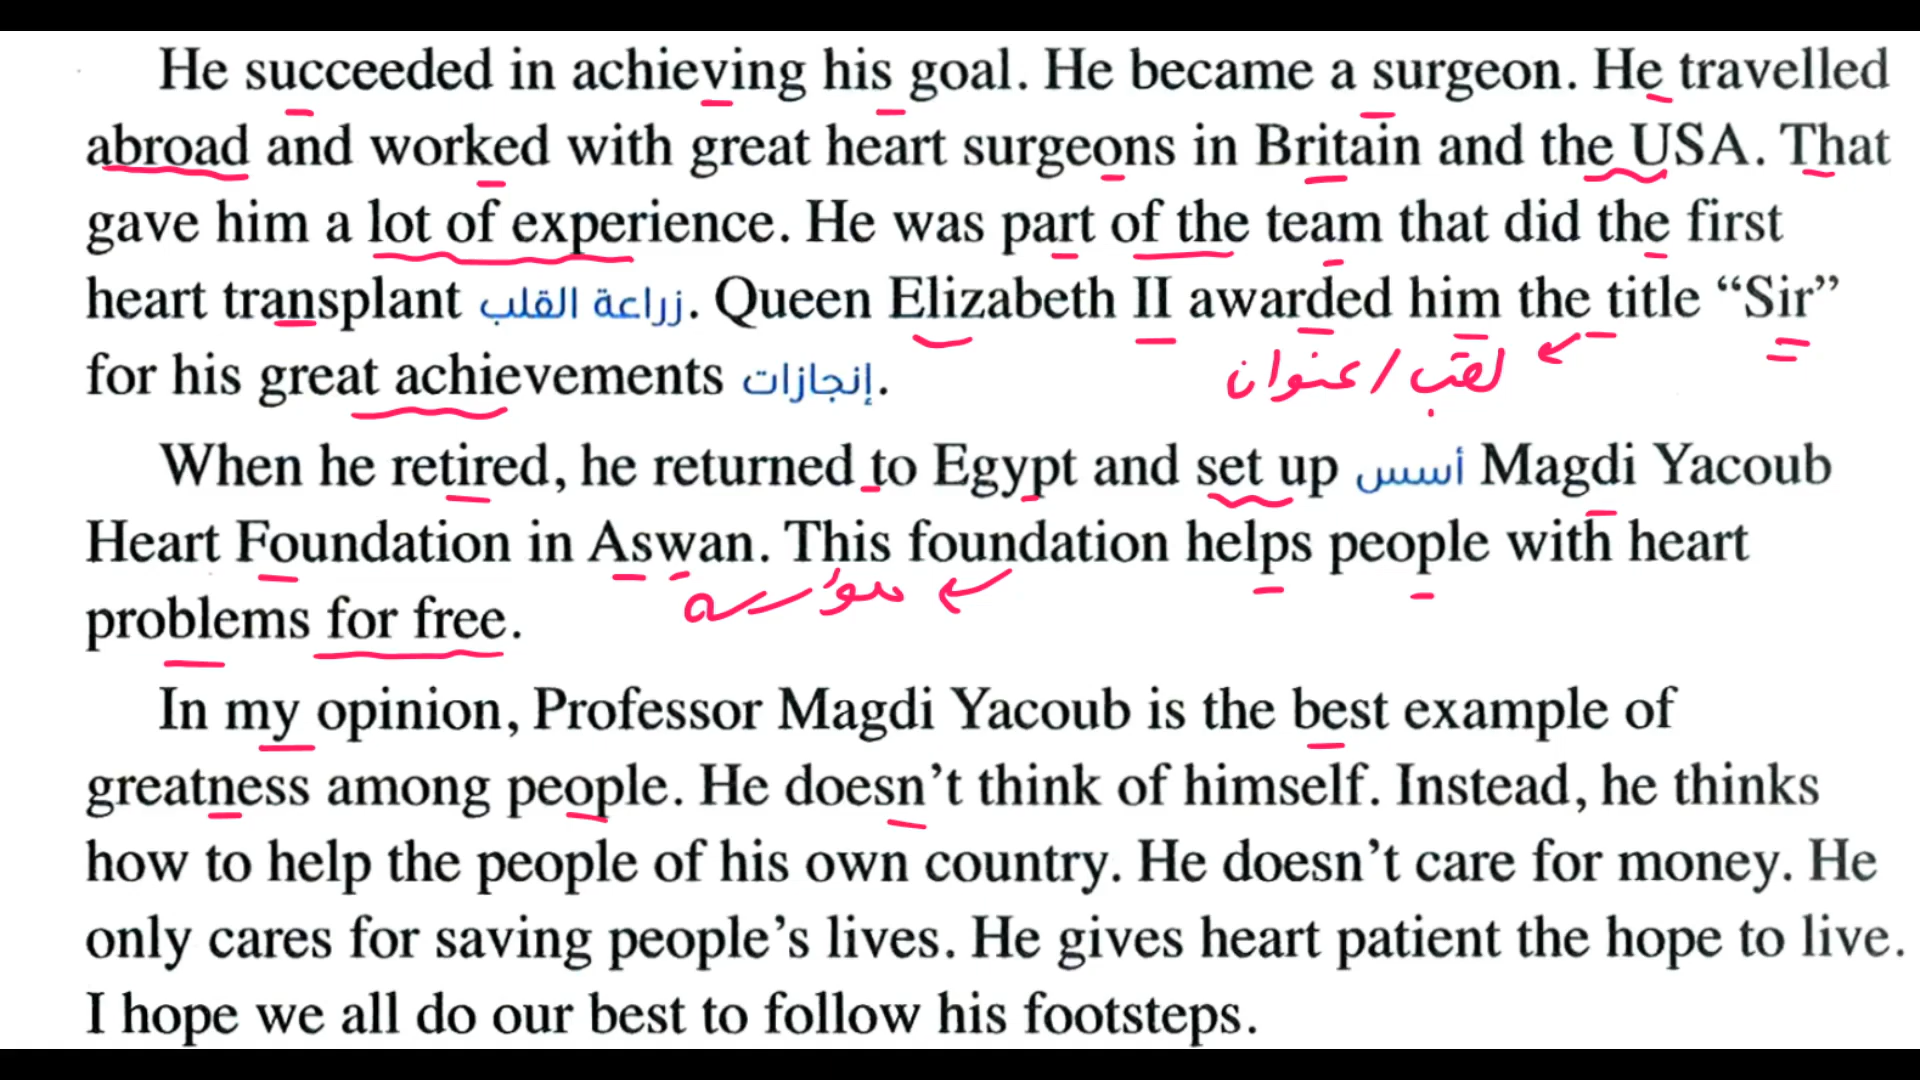 He succeeded in achieving his goal. He became a surgeon. He travelled
abroad and worked with great heart surgeons in Britain and the USA. That
gave him a lot of experience. He was part of the team that did the first
heart transplant زراعة القلب. Queen Elizabeth II awarded him the title “Sir”
for his great achievements إنجازات.
لقب / عنوان
When he retired, he returned to Egypt and set up أسس Magdi Yacoub
Heart Foundation in Aswan. This foundation helps people with heart
مؤسسة
problems for free.
In my opinion, Professor Magdi Yacoub is the best example of
greatness among people. He doesn’t think of himself. Instead, he thinks
how to help the people of his own country. He doesn’t care for money. He
only cares for saving people’s lives. He gives heart patient the hope to live.
I hope we all do our best to follow his footsteps.